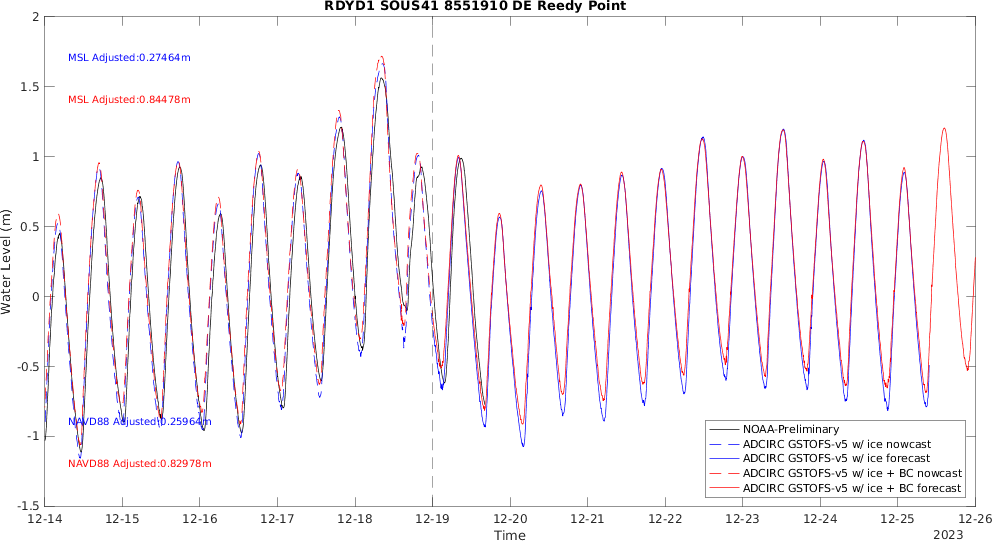 RDYD1 SOUS41 8551910 DE Reedy Point
2
1.5
1
0.5
0
-0.5
-1
-1.5
Water Level (m)
MSL Adjusted:0.27464m
MSL Adjusted:0.84478m
NAVD88 Adjusted:0.25964m
NAVD88 Adjusted:0.82978m
NOAA-Preliminary
ADCIRC GSTOFS-v5 w/ ice nowcast
ADCIRC GSTOFS-v5 w/ ice forecast
ADCIRC GSTOFS-v5 w/ ice + BC nowcast
ADCIRC GSTOFS-v5 w/ ice + BC forecast
12-14 12-15 12-16 12-17 12-18 12-19 12-20 12-21 12-22 12-23 12-24 12-25 12-26
Time
2023